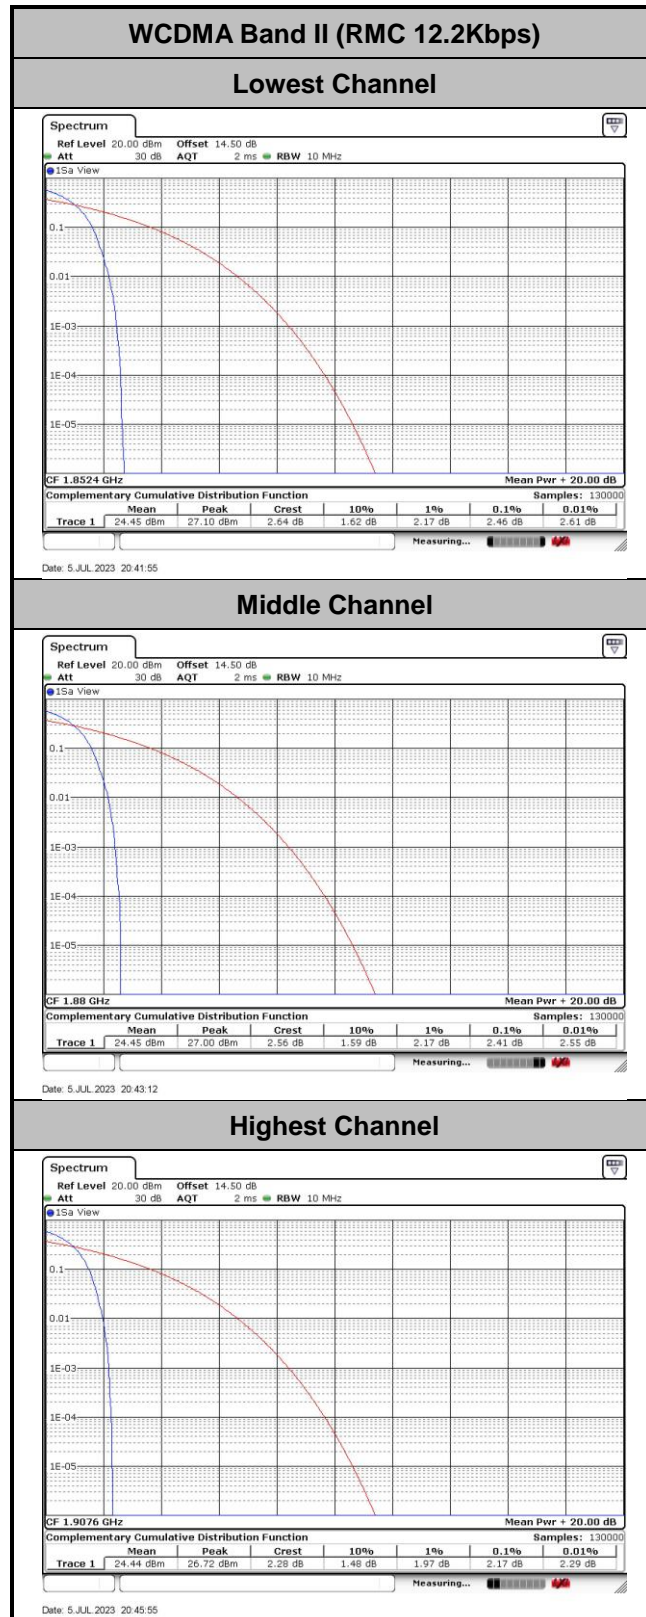 WCDMA Band II (RMC 12.2Kbps)
Lowest Channel
Spectrum
Ref Level 20.00 dBm Offset 14.50 dB
Att 30 dB AQT 2 ms RBW 10 MHz
1Sa View
0.1
0.01
1E-03
1E-04
1E-05
CF 1.8524 GHz Mean Pwr + 20.00 dB
Complementary Cumulative Distribution Function Samples: 130000
Mean Peak Crest 10% 1% 0.1% 0.01%
Trace 1 24.45 dBm 27.10 dBm 2.64 dB 1.62 dB 2.17 dB 2.46 dB 2.61 dB
Measuring...
Date: 5.JUL.2023 20:41:55
Middle Channel
Spectrum
Ref Level 20.00 dBm Offset 14.50 dB
Att 30 dB AQT 2 ms RBW 10 MHz
1Sa View
0.1
0.01
1E-03
1E-04
1E-05
CF 1.88 GHz Mean Pwr + 20.00 dB
Complementary Cumulative Distribution Function Samples: 130000
Mean Peak Crest 10% 1% 0.1% 0.01%
Trace 1 24.45 dBm 27.00 dBm 2.56 dB 1.59 dB 2.17 dB 2.41 dB 2.55 dB
Measuring...
Date: 5.JUL.2023 20:43:12
Highest Channel
Spectrum
Ref Level 20.00 dBm Offset 14.50 dB
Att 30 dB AQT 2 ms RBW 10 MHz
1Sa View
0.1
0.01
1E-03
1E-04
1E-05
CF 1.9076 GHz Mean Pwr + 20.00 dB
Complementary Cumulative Distribution Function Samples: 130000
Mean Peak Crest 10% 1% 0.1% 0.01%
Trace 1 24.44 dBm 26.72 dBm 2.28 dB 1.48 dB 1.97 dB 2.17 dB 2.29 dB
Measuring...
Date: 5.JUL.2023 20:45:55